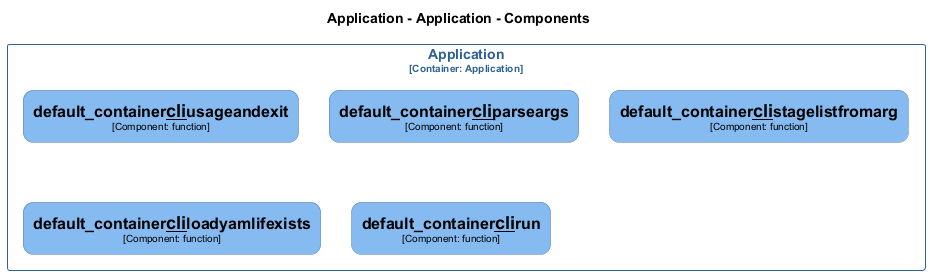 Application - Application - Components
Application
[Container: Application]
default_containercliusageandexit
[Component: function]
default_containercliparseargs
[Component: function]
default_containerclistagelistfromarg
[Component: function]
default_containercliloadyamlifexists
[Component: function]
default_containerclirun
[Component: function]